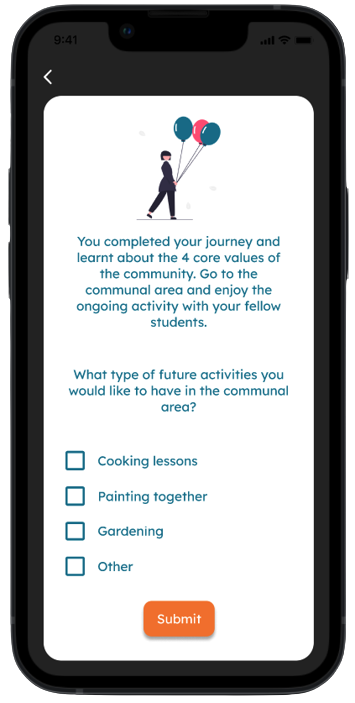 9:41
You completed your journey and
learnt about the 4 core values of
the community. Go to the
communal area and enjoy the
ongoing activity with your fellow
students.
What type of future activities you
would like to have in the communal
area?
Cooking lessons
Painting together
Gardening
Other
Submit